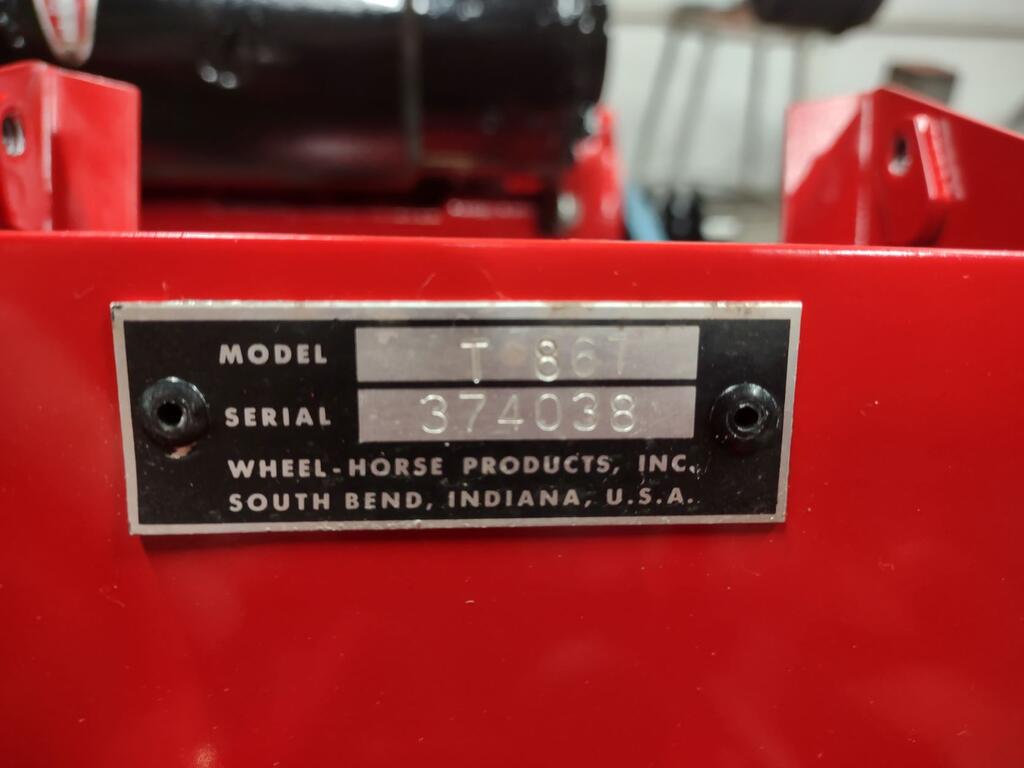 MODEL T 867
SERIAL 374038
WHEEL-HORSE PRODUCTS, INC.
SOUTH BEND, INDIANA, U.S.A.